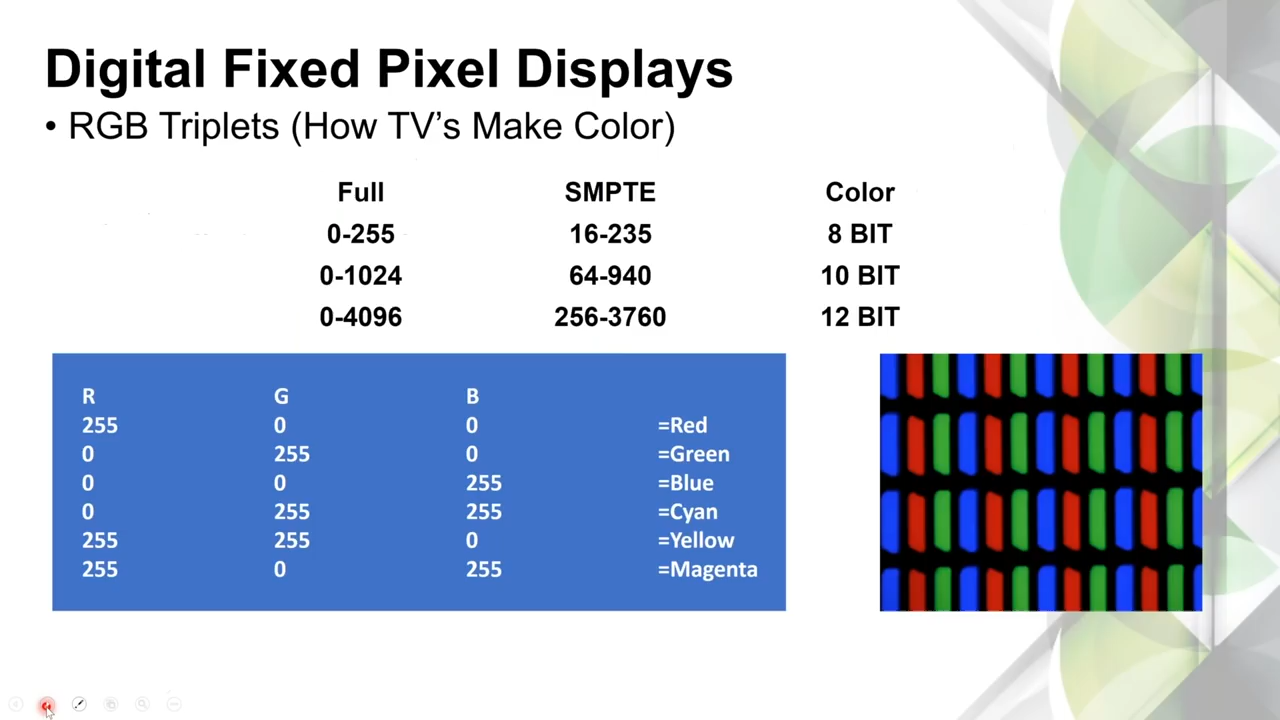 Digital Fixed Pixel Displays
• RGB Triplets (How TV’s Make Color)
Full SMPTE Color
0-255 16-235 8 BIT
0-1024 64-940 10 BIT
0-4096 256-3760 12 BIT
R G B
255 0 0 =Red
0 255 0 =Green
0 0 255 =Blue
0 255 255 =Cyan
255 255 0 =Yellow
255 0 255 =Magenta